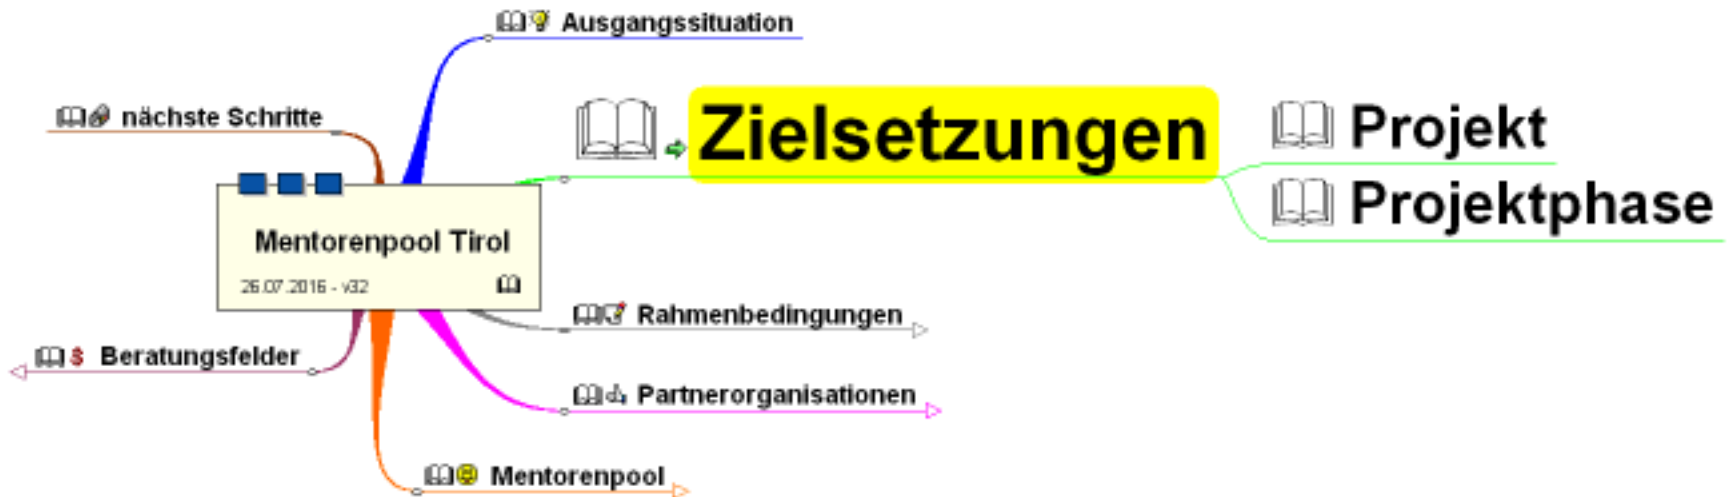 Ausgangssituation
nächste Schritte
Zielsetzungen
Projekt
Projektphase
Mentorenpool Tirol
26.07.2016 - v32
Rahmenbedingungen
Beratungsfelder
Partnerorganisationen
Mentorenpool